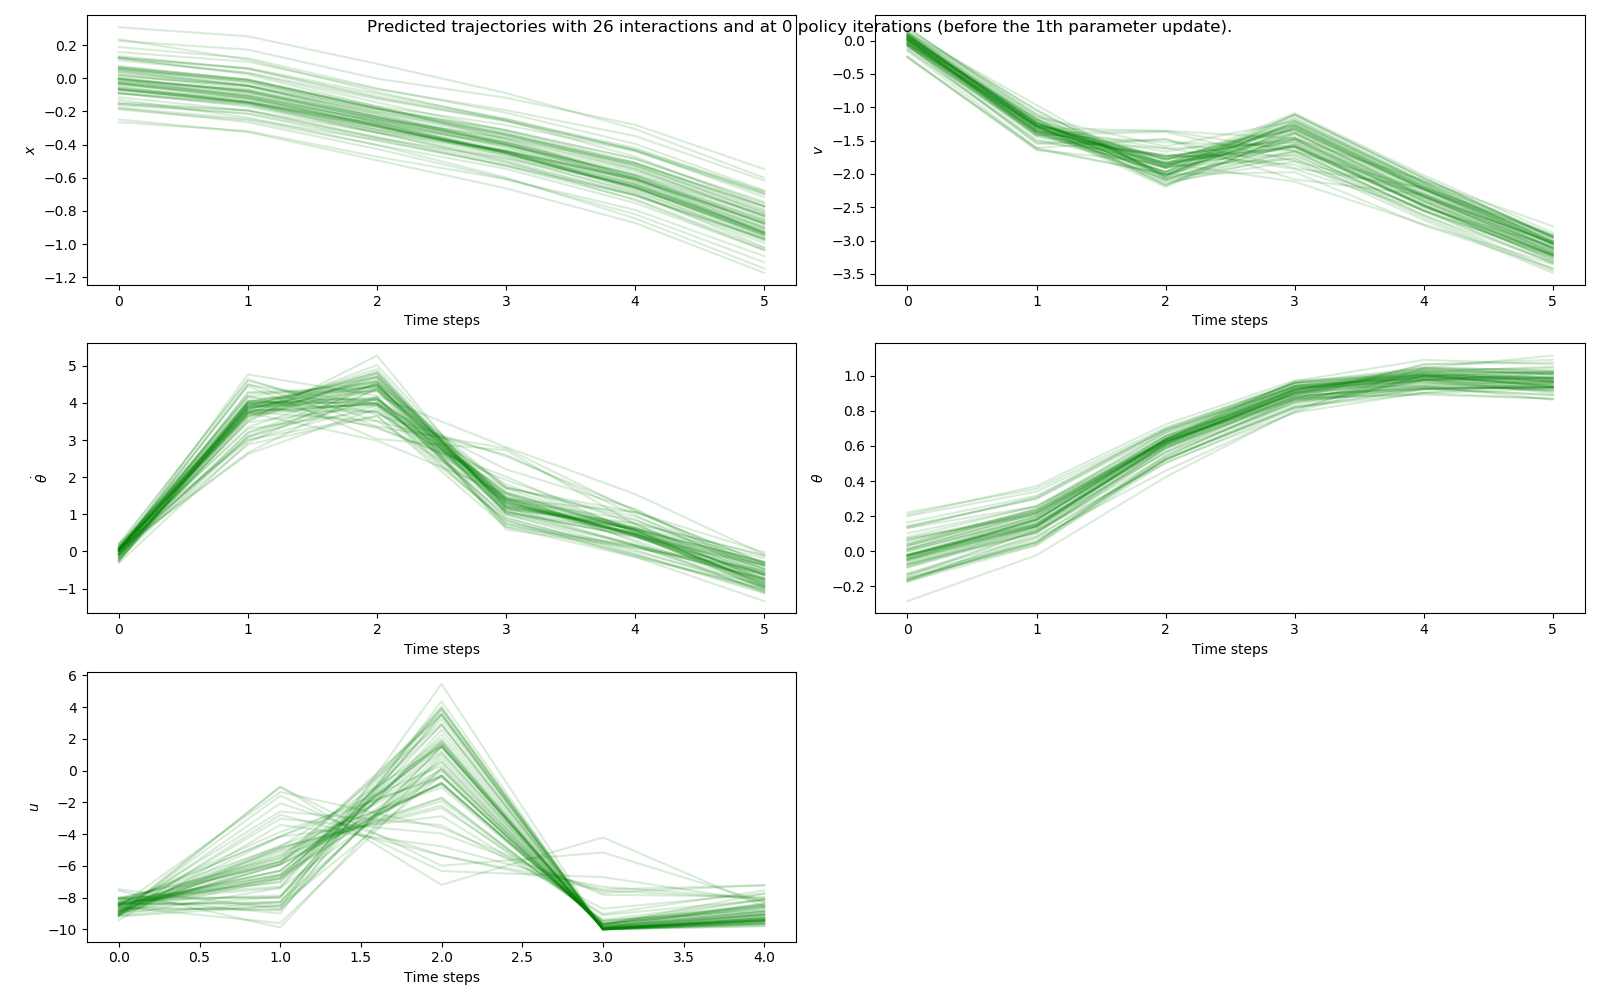 Predicted trajectories with 26 interactions and at 0 policy iterations (before the 1th parameter update).
0.2
0.0
−0.2
−0.4
−0.6
−0.8
−1.0
−1.2
x
0 1 2 3 4 5
Time steps
0.0
−0.5
−1.0
−1.5
−2.0
−2.5
−3.0
−3.5
v
0 1 2 3 4 5
Time steps
5
4
3
2
1
0
−1
θ̇
0 1 2 3 4 5
Time steps
1.0
0.8
0.6
0.4
0.2
0.0
−0.2
θ
0 1 2 3 4 5
Time steps
6
4
2
0
−2
−4
−6
−8
−10
u
0.0 0.5 1.0 1.5 2.0 2.5 3.0 3.5 4.0
Time steps